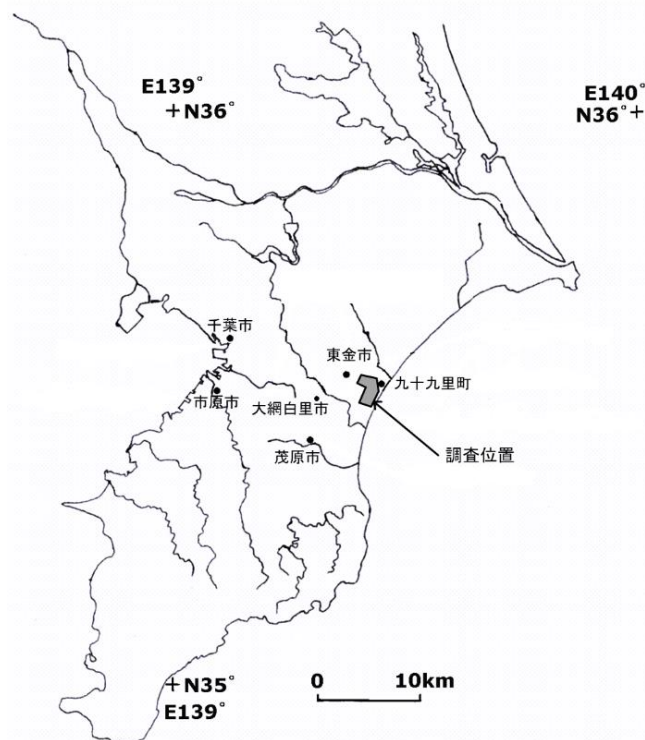 E139°
+N36°
E140°
N36°+
千葉市
東金市
九十九里町
市原市
大網白里市
調査位置
茂原市
+N35°
E139°
0 10km